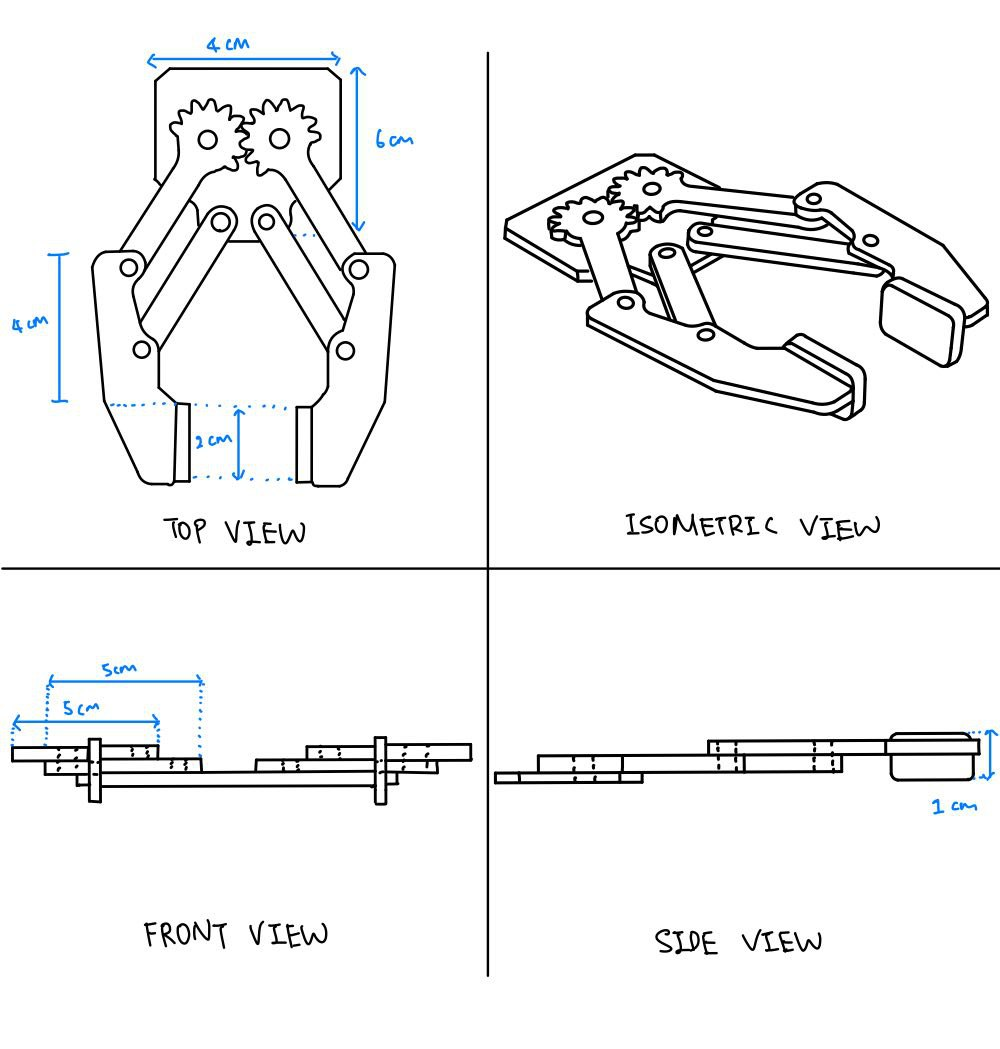 4 cm
6 cm
4 cm
2 cm
TOP VIEW
ISOMETRIC VIEW
5cm
5 cm
1 cm
FRONT VIEW
SIDE VIEW